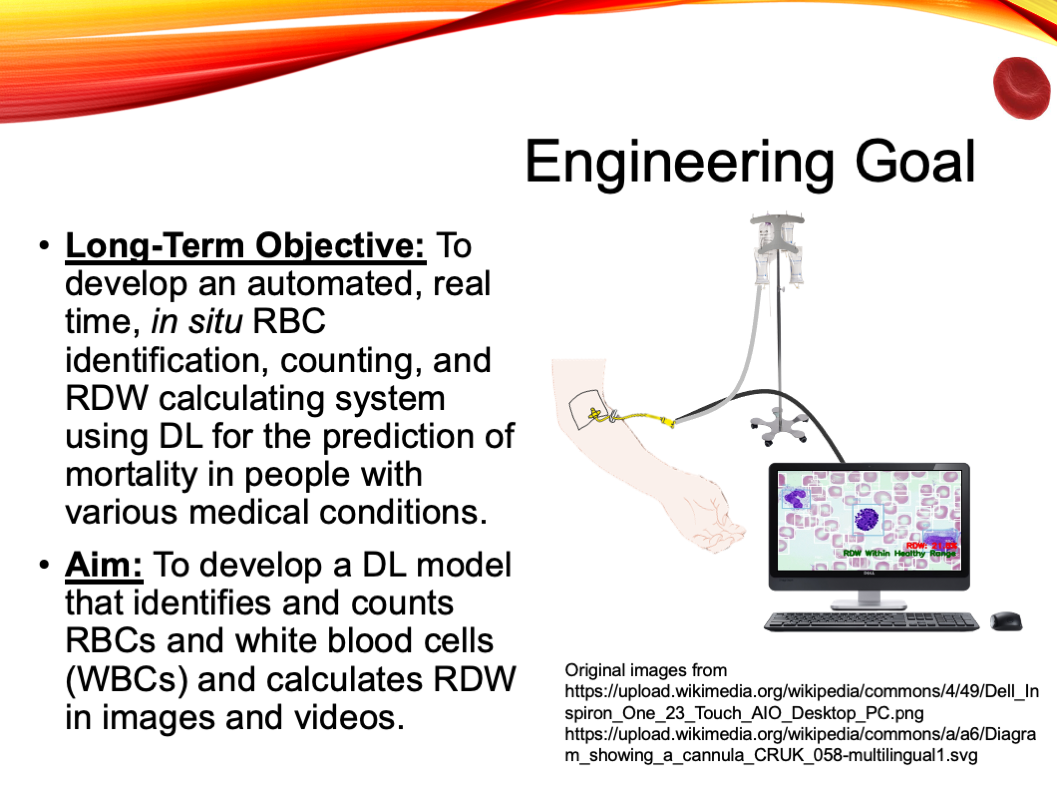 Engineering Goal
• Long-Term Objective: To
develop an automated, real
time, in situ RBC
identification, counting, and
RDW calculating system
using DL for the prediction of
mortality in people with
various medical conditions.
• Aim: To develop a DL model
that identifies and counts
RBCs and white blood cells
(WBCs) and calculates RDW
in images and videos.
RDW Within Healthy Range
Original images from
https://upload.wikimedia.org/wikipedia/commons/4/49/Dell_In
spiron_One_23_Touch_AIO_Desktop_PC.png
https://upload.wikimedia.org/wikipedia/commons/a/a6/Diagra
m_showing_a_cannula_CRUK_058-multilingual1.svg